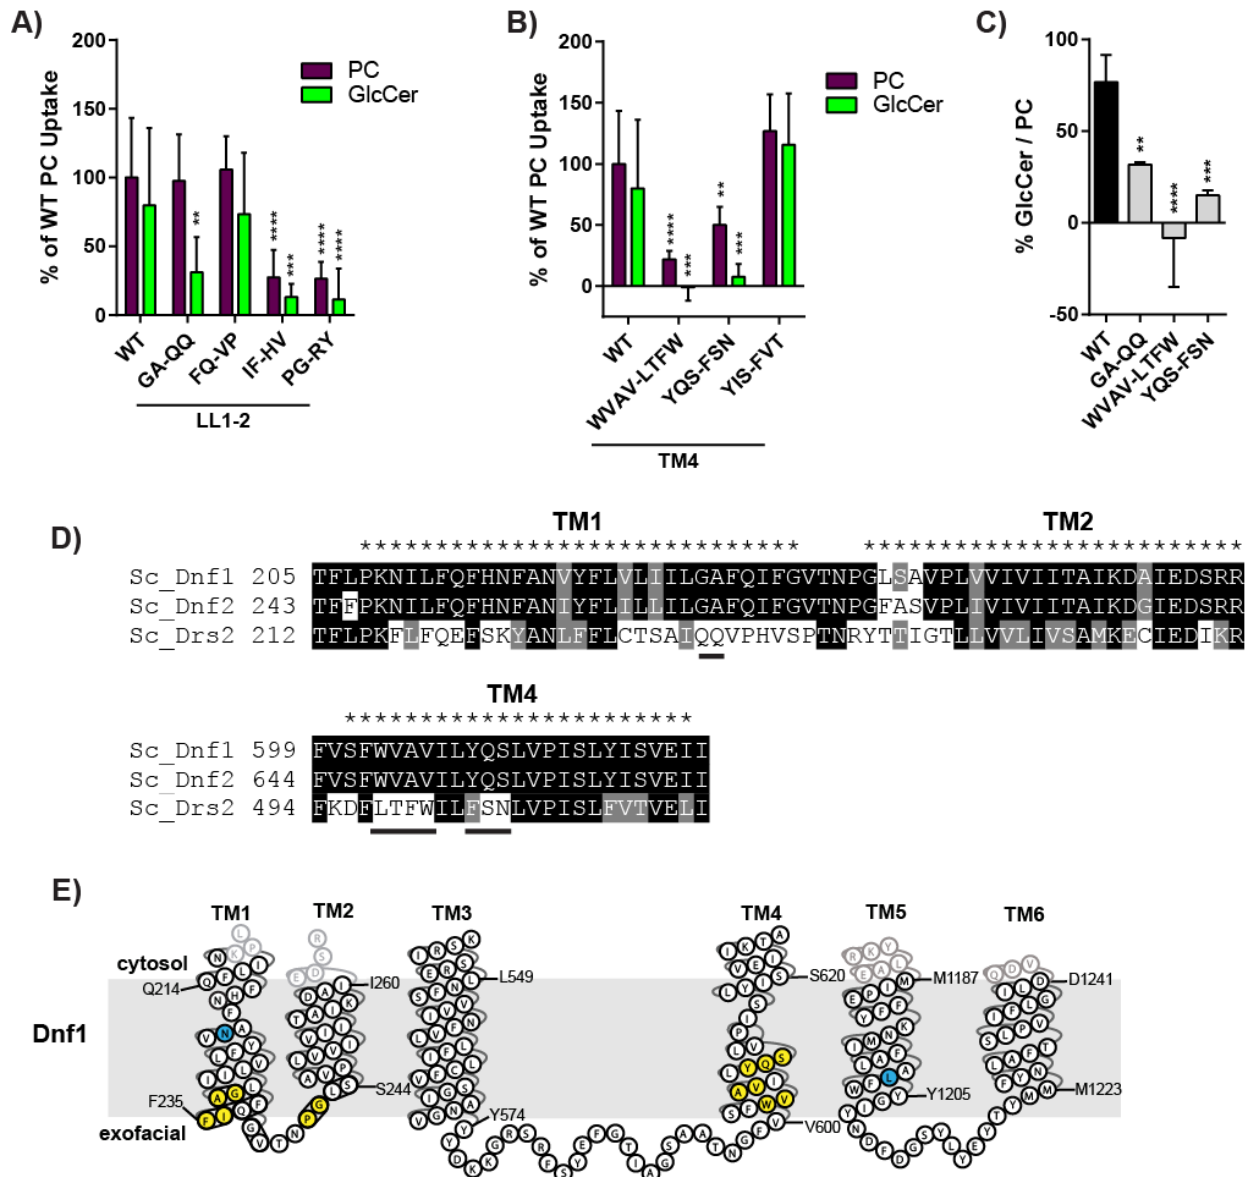 A)
% of WT PC Uptake
200
150
100
50
0
PC
GlcCer
**
****
***
****
****
WT
GA-QQ
FQ-VP
IF-HV
PG-RY
LL1-2
B)
% of WT PC Uptake
200
150
100
50
0
PC
GlcCer
****
***
**
***
WT
WVAV-LTFW
YQS-FSN
YIS-FVT
TM4
C)
% GlcCer / PC
100
50
0
-50
**
****
***
WT
GA-QQ
WVAV-LTFW
YQS-FSN
D)
TM1 TM2
***************************** *************************
Sc_Dnf1 205 TFLPKNILFQFHNFANVYFLVLIILGAFQIFGVTNPGLSAVPLVVIVIITAIKDAIEDSRR
Sc_Dnf2 243 TFFPKNILFQFHNFANIYFLILLILGAFQIFGVTNPGFASVPLIVIVIITAIKDGIEDSRR
Sc_Drs2 212 TFLPKFLFQEFSKYANLFFLCTSAIQQVPHVSPTNRYTTIGTLLVVLIVSAMKECIEDIKR
TM4
***********************
Sc_Dnf1 599 FVSFWVAVILYQSLVPISLYISVEII
Sc_Dnf2 644 FVSFWVAVILYQSLVPISLYISVEII
Sc_Drs2 494 FKDFLTFWILFSNLVPISLFVTVELI
E)
TM1 TM2 TM3 TM4 TM5 TM6
cytosol
Q214
I260
L549
S620
M1187
D1241
Dnf1
F235
S244
Y574
V600
Y1205
M1223
exofacial